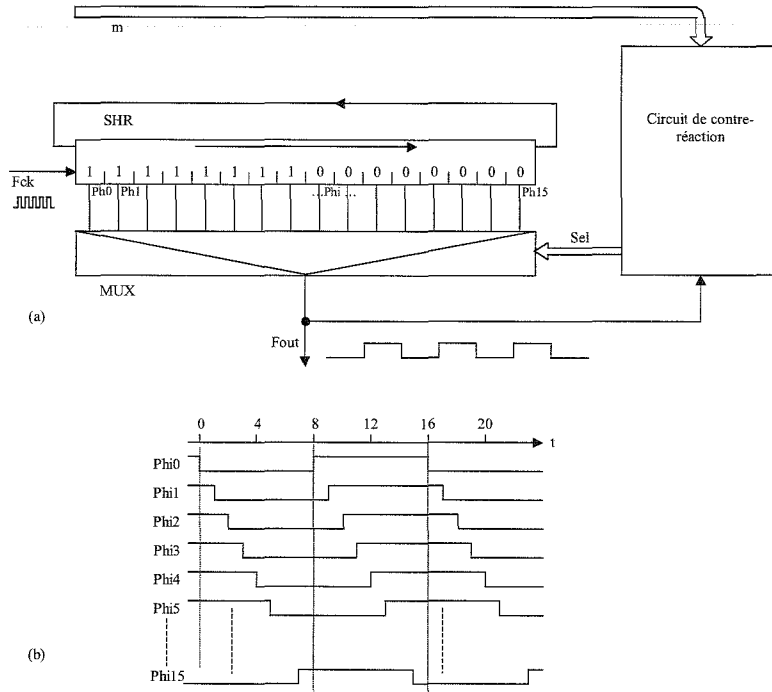 m
Circuit de contre-
réaction
SHR
1 1 1 1 1 1 1 1 0 0 0 0 0 0 0 0
Fck
Ph0 Ph1 ...Phi ... Ph15
Sel
MUX
(a)
Fout
0 4 8 12 16 20
t
Phi0
Phi1
Phi2
Phi3
Phi4
Phi5
(b)
Phi15